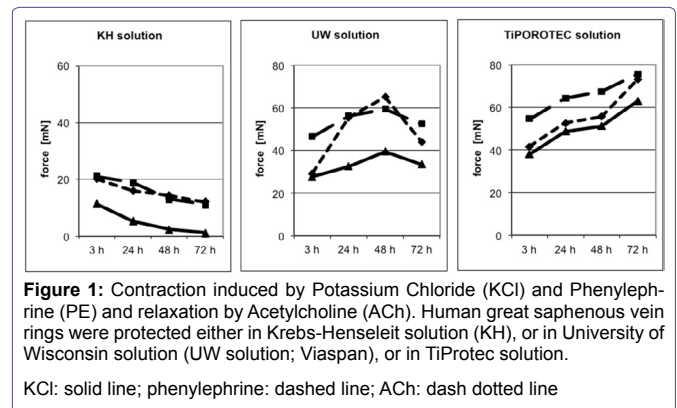 KH solution
60
40
20
0
force [mN]
3 h 24 h 48 h 72 h
UW solution
80
60
40
20
0
force [mN]
3 h 24 h 48 h 72 h
TiPOROTEC solution
80
60
40
20
0
force [mN]
3 h 24 h 48 h 72 h
Figure 1: Contraction induced by Potassium Chloride (KCl) and Phenyleph-
rine (PE) and relaxation by Acetylcholine (ACh). Human great saphenous vein
rings were protected either in Krebs-Henseleit solution (KH), or in University of
Wisconsin solution (UW solution; Viaspan), or in TiProtec solution.
KCl: solid line; phenylephrine: dashed line; ACh: dash dotted line